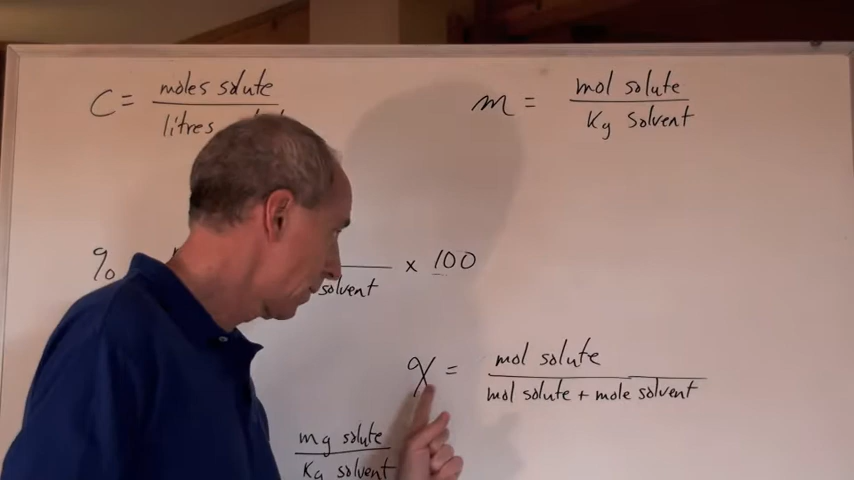 C = moles solute
litres
m = mol solute
Kg Solvent
%
solvent
x 100
χ = mol solute
mol solute + mole solvent
mg solute
Kg solvent